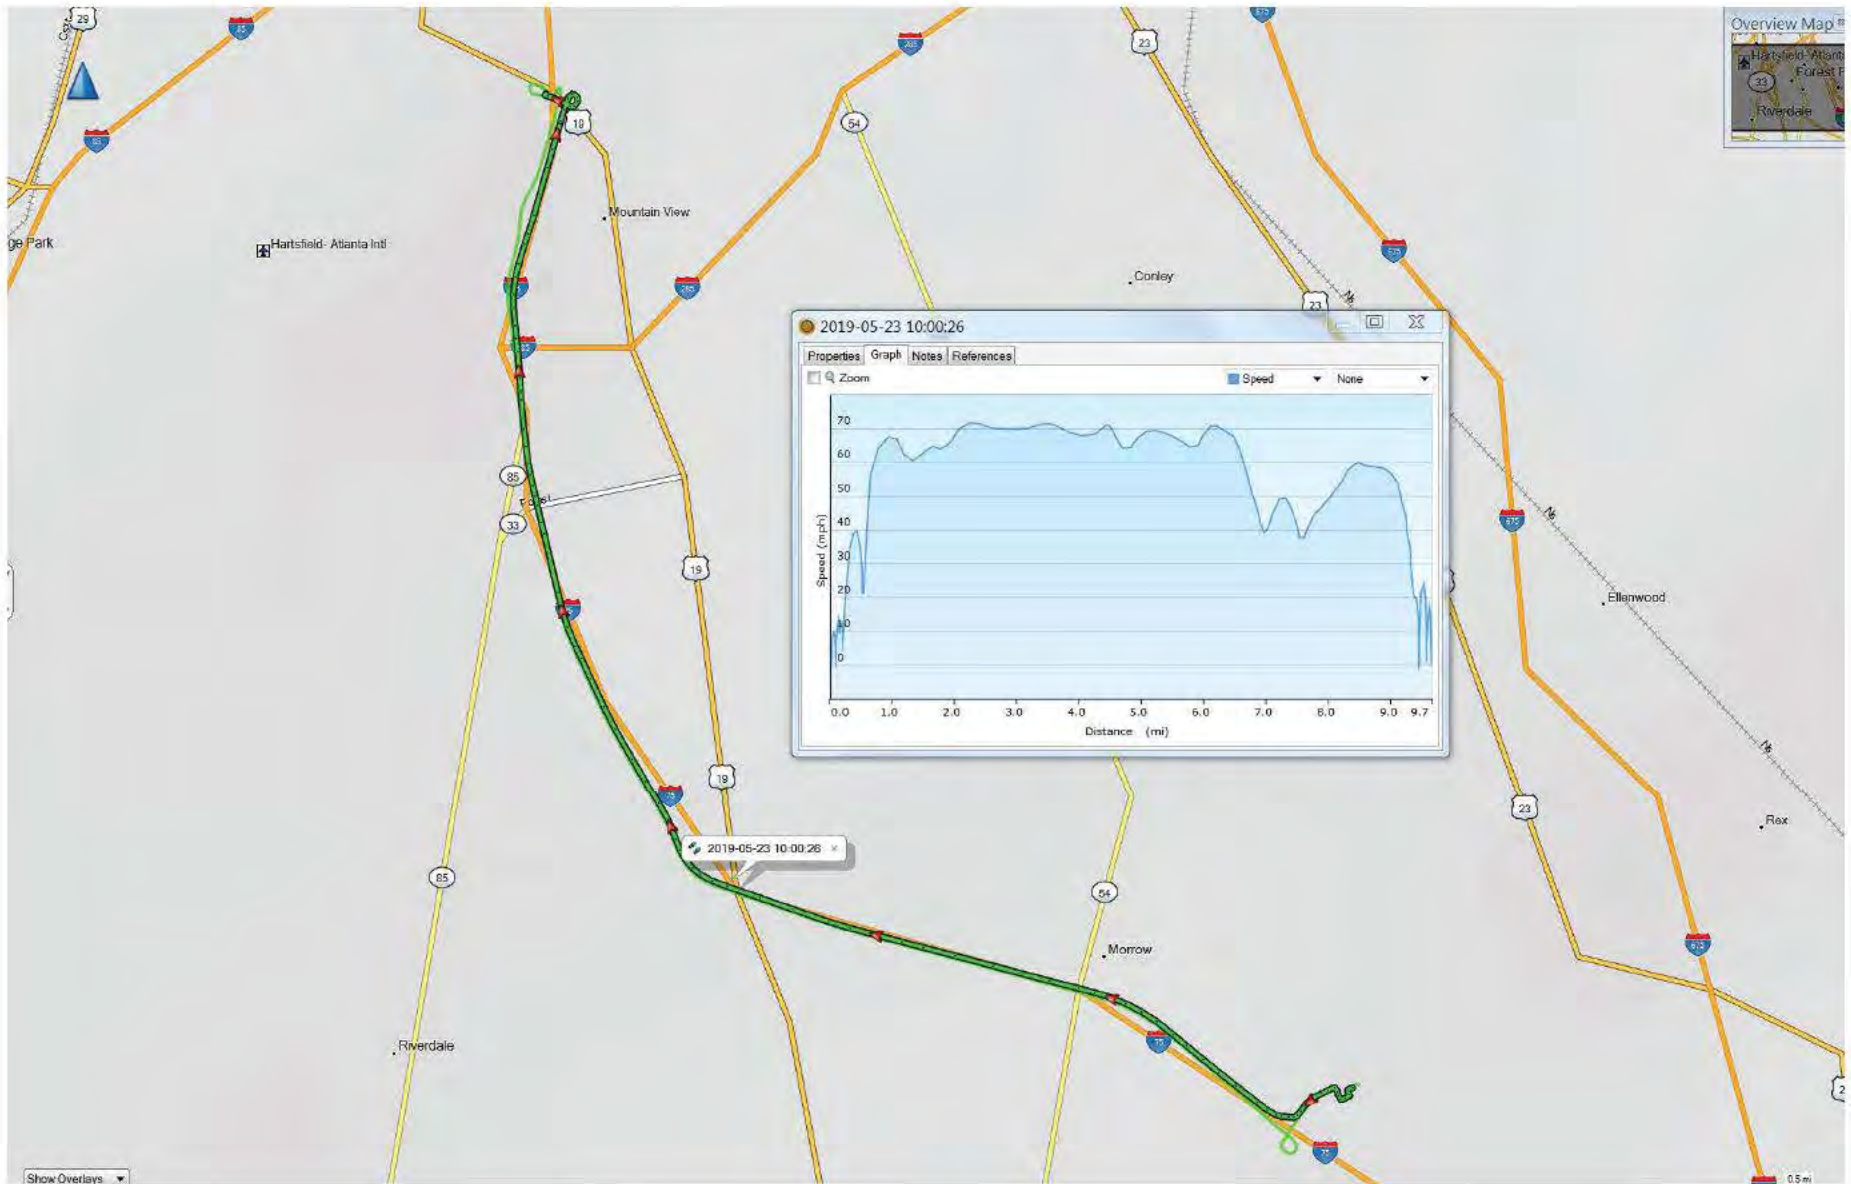 29
85
285
23
675
Overview Map
Hartsfield- Atlant
33
Forest F
Riverdale
85
19
54
Mountain View
ge Park
Hartsfield- Atlanta Intl
285
Conley
675
23
2019-05-23 10:00:26
Properties Graph Notes References
Zoom
Speed
None
70
60
50
40
30
20
10
0
Speed (mph)
0.0 1.0 2.0 3.0 4.0 5.0 6.0 7.0 8.0 9.0 9.7
Distance (mi)
85
33
675
19
Ellenwood
19
75
23
Rex
2019-05-23 10:00:26
85
54
Morrow
675
75
Riverdale
75
Show Overlays
0.5 mi